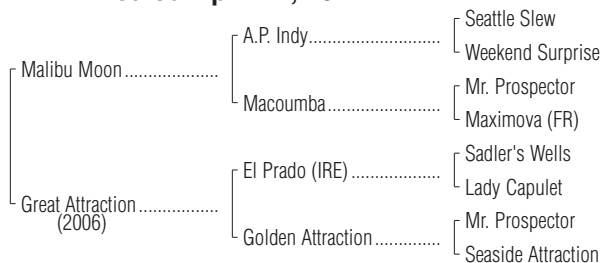 Seattle Slew
A.P. Indy
Weekend Surprise
Malibu Moon
Mr. Prospector
Macoumba
Maximova (FR)
Sadler's Wells
El Prado (IRE)
Lady Capulet
Great Attraction
(2006)
Mr. Prospector
Golden Attraction
Seaside Attraction